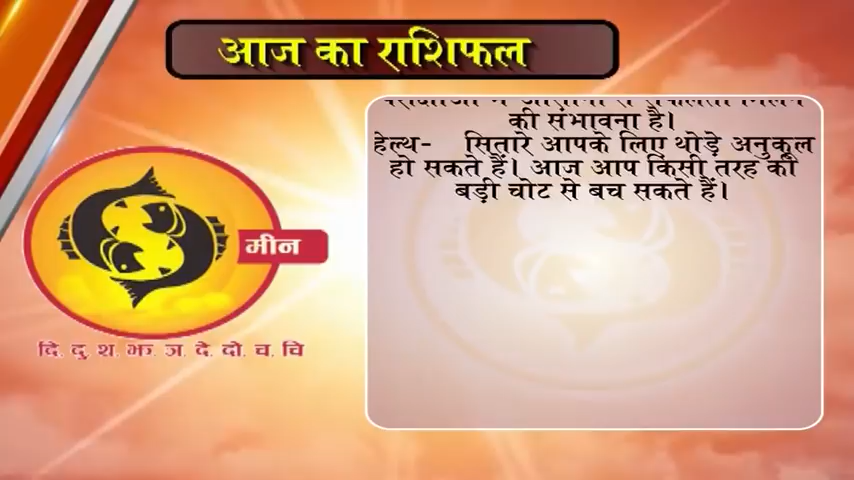 आज का राशिफल
की संभावना है।
हेल्थ- सितारे आपके लिए थोड़े अनुकूल
हो सकते हैं। आज आप किसी तरह की
बड़ी चोट से बच सकते हैं।
मीन
दि. दु. श. झ. ञ. दे. दो. च. चि